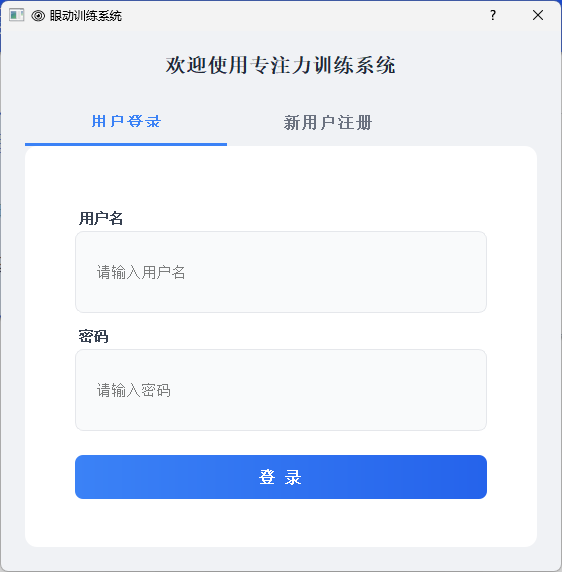 眼动训练系统
欢迎使用专注力训练系统
用户登录
新用户注册
用户名
请输入用户名
密码
请输入密码
登 录